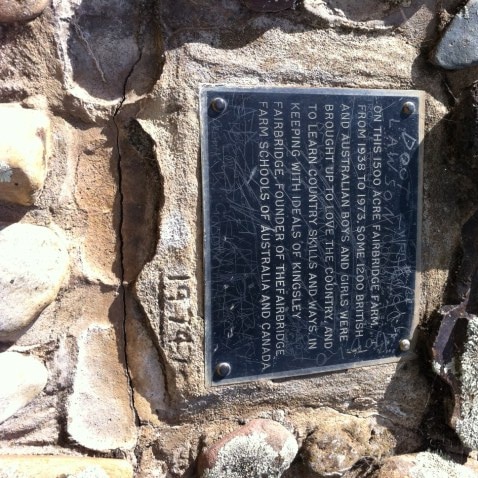 ON THIS 1500 ACRE FAIRBRIDGE FARM,
FROM 1938 TO 1973, SOME 1200 BRITISH
AND AUSTRALIAN BOYS AND GIRLS WERE
BROUGHT UP TO LOVE THE COUNTRY, AND
TO LEARN COUNTRY SKILLS AND WAYS, IN
KEEPING WITH IDEALS OF KINGSLEY
FAIRBRIDGE, FOUNDER OF THE FAIRBRIDGE
FARM SCHOOLS OF AUSTRALIA AND CANADA
1974